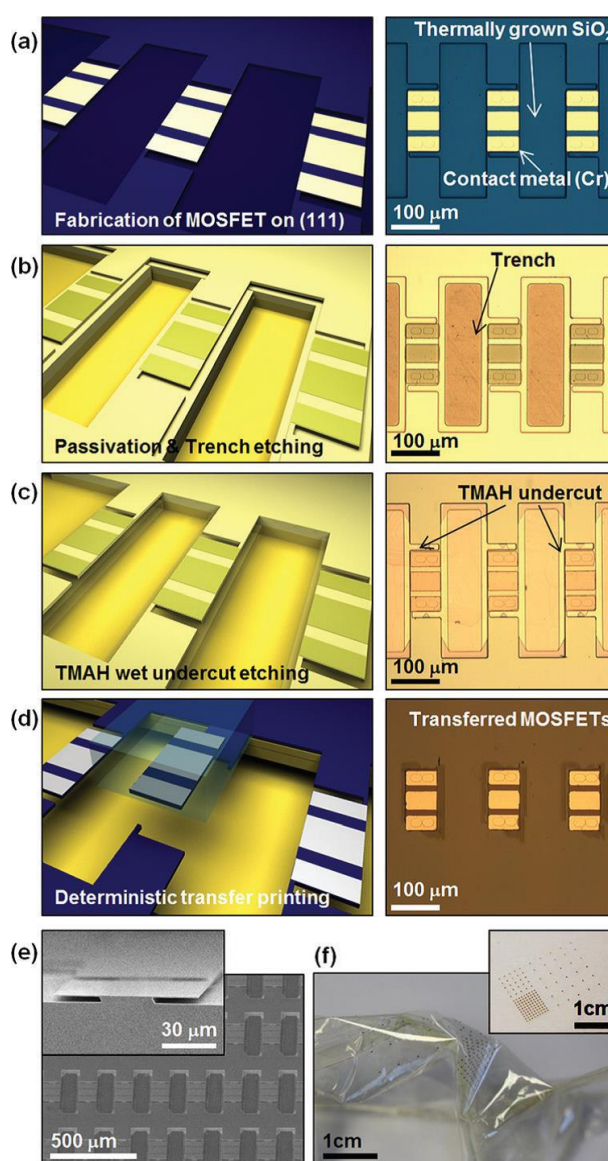 (a)
Thermally grown SiO2
Contact metal (Cr)
Fabrication of MOSFET on (111)
100 µm
(b)
Trench
Passivation & Trench etching
100 µm
(c)
TMAH undercut
TMAH wet undercut etching
100 µm
(d)
Transferred MOSFETs
Deterministic transfer printing
100 µm
(e)
30 µm
500 µm
(f)
1cm
1cm